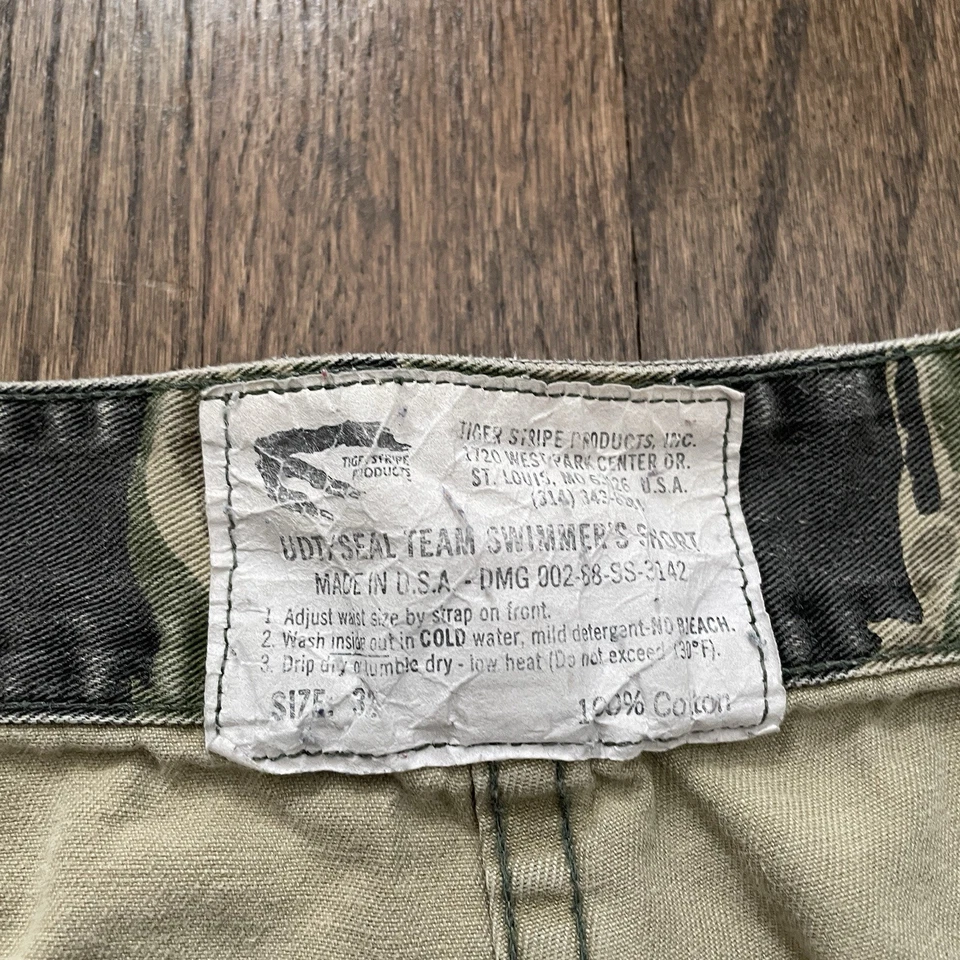 TIGER STRIPE
PRODUCTS
TIGER STRIPE PRODUCTS, INC.
1720 WESTPARK CENTER DR.
ST. LOUIS, MO 63026 U.S.A.
(314)
UDT/SEAL TEAM SWIMMER'S SHORT
MADE IN U.S.A - DMG 002-88-SS-3142
1. Adjust waist size by strap on front.
2. Wash inside out in COLD water, mild detergent-NO BLEACH.
3. Drip dry or tumble dry - low heat (Do not exceed
SIZE:
100% Cotton